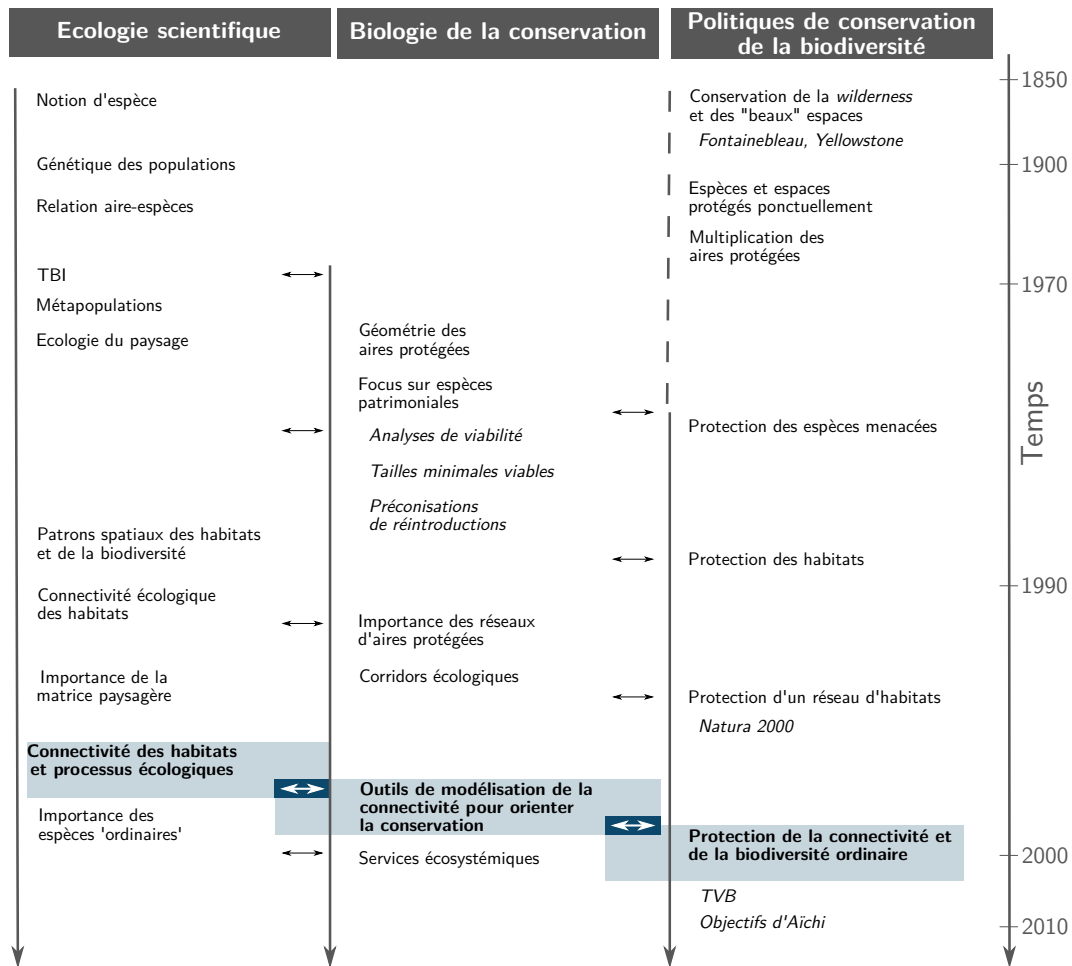 Ecologie scientifique
Biologie de la conservation
Politiques de conservation
de la biodiversité
Notion d'espèce
Génétique des populations
Relation aire-espèces
TBI
Métapopulations
Ecologie du paysage
Patrons spatiaux des habitats
et de la biodiversité
Connectivité écologique
des habitats
Importance de la
matrice paysagère
Connectivité des habitats
et processus écologiques
Importance des
espèces 'ordinaires'
Géométrie des
aires protégées
Focus sur espèces
patrimoniales
Analyses de viabilité
Tailles minimales viables
Préconisations
de réintroductions
Importance des réseaux
d'aires protégées
Corridors écologiques
Outils de modélisation de la
connectivité pour orienter
la conservation
Services écosystémiques
Conservation de la wilderness
et des "beaux" espaces
Fontainebleau, Yellowstone
Espèces et espaces
protégés ponctuellement
Multiplication des
aires protégées
Protection des espèces menacées
Protection des habitats
Protection d'un réseau d'habitats
Natura 2000
Protection de la connectivité et
de la biodiversité ordinaire
TVB
Objectifs d'Aïchi
1850
1900
1970
Temps
1990
2000
2010